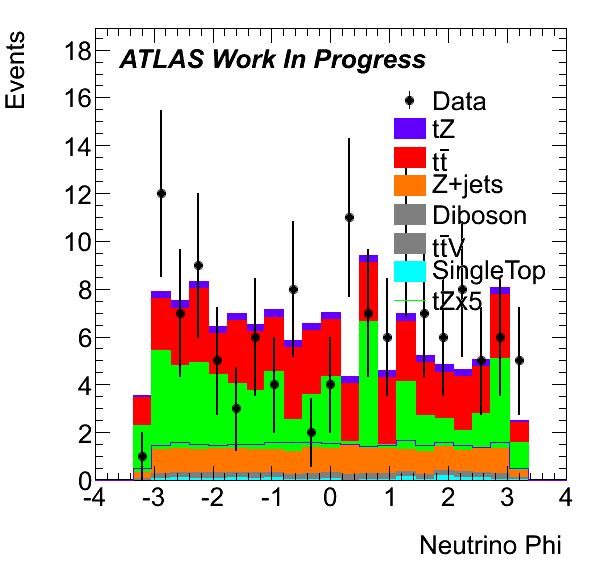 Events
ATLAS Work In Progress
Data
tZ
tt̄
Z+jets
Diboson
tt̄V
SingleTop
tZx5
18
16
14
12
10
8
6
4
2
0
-4 -3 -2 -1 0 1 2 3 4
Neutrino Phi